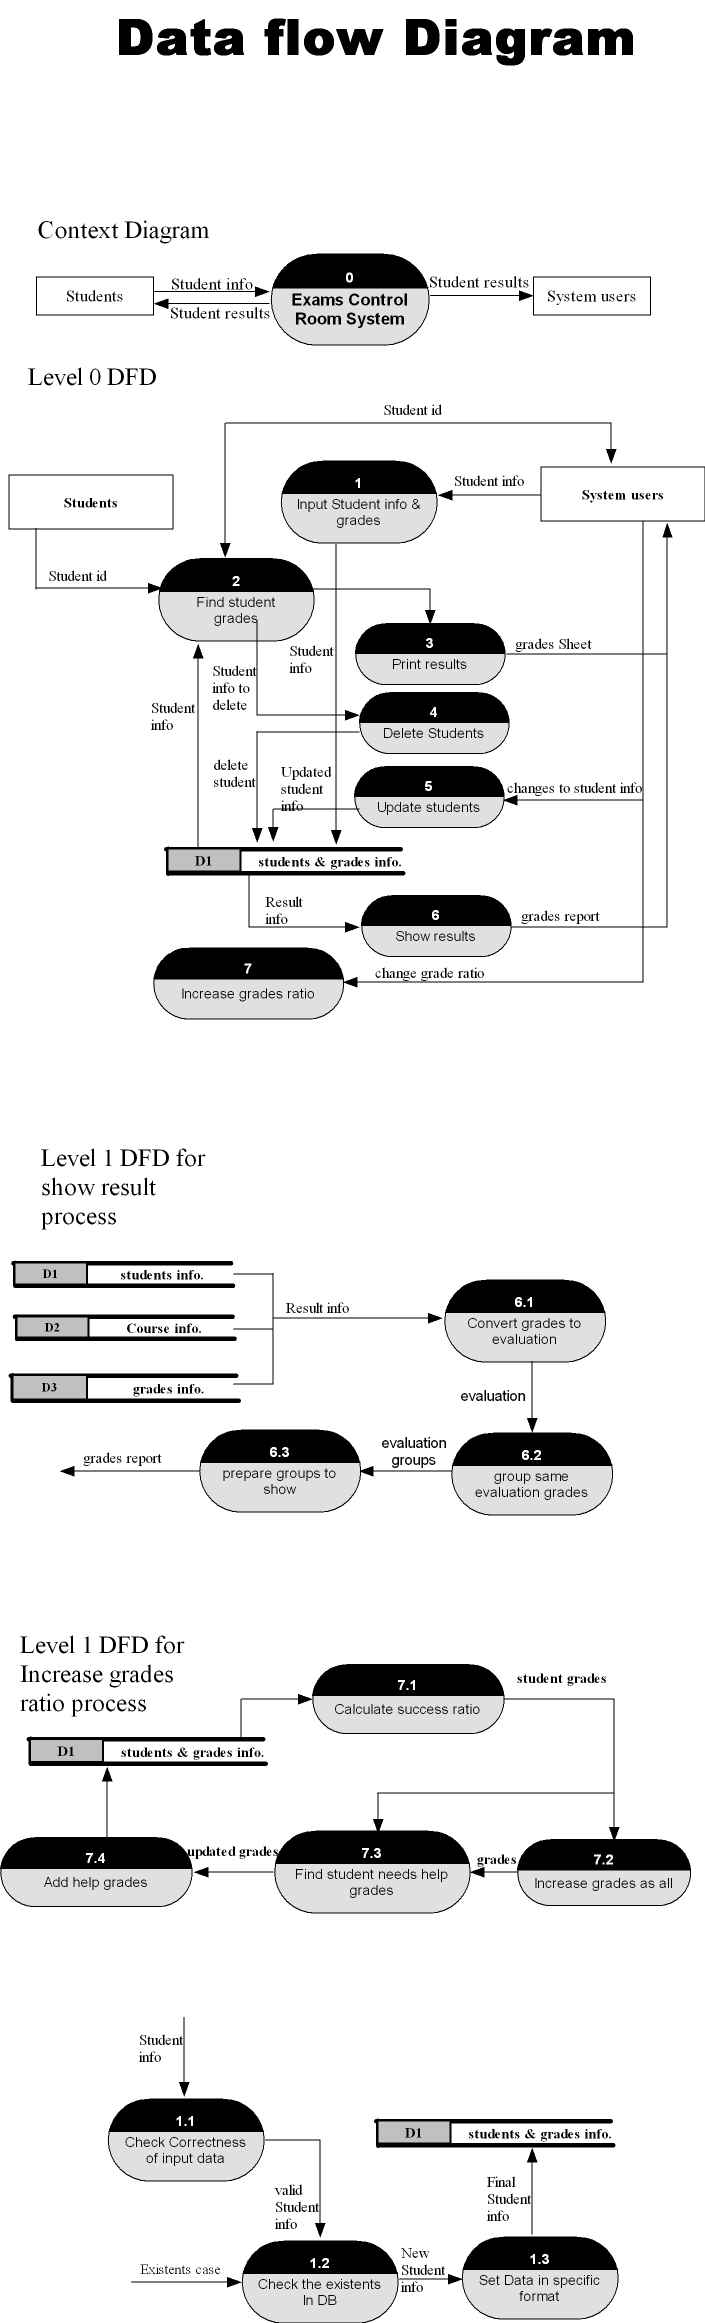 Data flow Diagram
Context Diagram
Students
Student info
Student results
0
Exams Control
Room System
Student results
System users
Level 0 DFD
Student id
Students
1
Input Student info &
grades
Student info
System users
Student id
2
Find student
grades
3
Print results
grades Sheet
Student
info
Student
info to
delete
Student
info
4
Delete Students
delete
student
Updated
student
info
5
Update students
changes to student info
D1
students & grades info.
Result
info
6
Show results
grades report
7
Increase grades ratio
change grade ratio
Level 1 DFD for
show result
process
D1
students info.
D2
Course info.
D3
grades info.
Result info
6.1
Convert grades to
evaluation
evaluation
6.2
group same
evaluation grades
evaluation
groups
6.3
prepare groups to
show
grades report
Level 1 DFD for
Increase grades
ratio process
7.1
Calculate success ratio
student grades
D1
students & grades info.
7.4
Add help grades
updated grades
7.3
Find student needs help
grades
grades
7.2
Increase grades as all
Student
info
1.1
Check Correctness
of input data
valid
Student
info
D1
students & grades info.
Final
Student
info
Existents case
1.2
Check the existents
In DB
New
Student
info
1.3
Set Data in specific
format